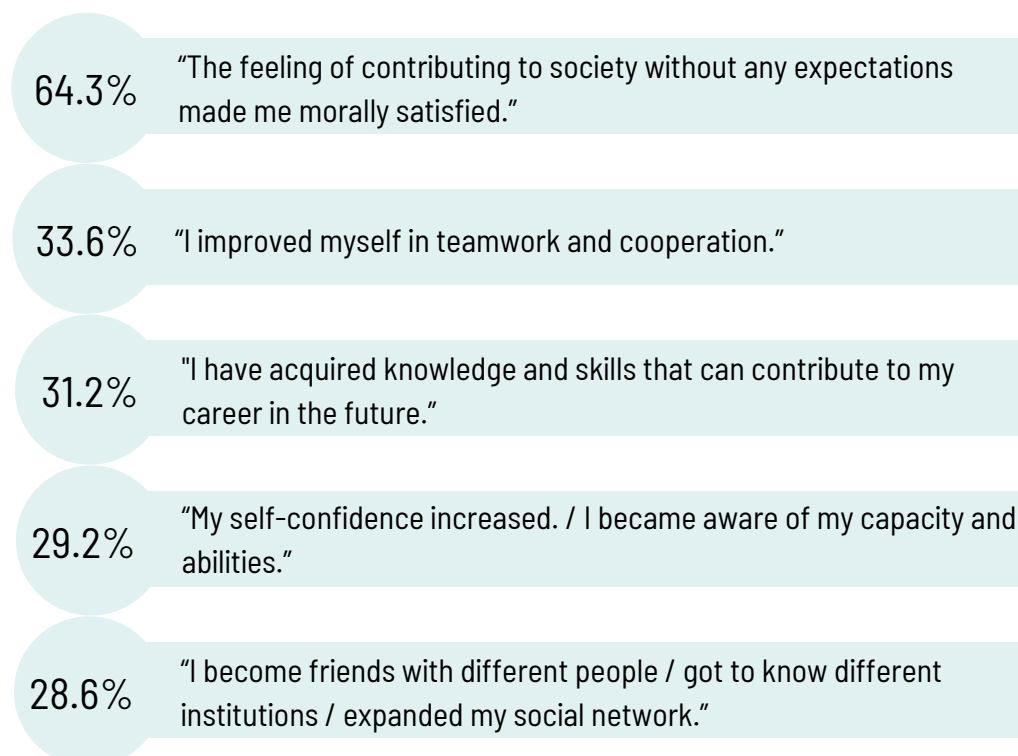 64.3%
“The feeling of contributing to society without any expectations
made me morally satisfied.”
33.6%
“I improved myself in teamwork and cooperation.”
31.2%
"I have acquired knowledge and skills that can contribute to my
career in the future.”
29.2%
“My self-confidence increased. / I became aware of my capacity and
abilities.”
28.6%
“I become friends with different people / got to know different
institutions / expanded my social network.”